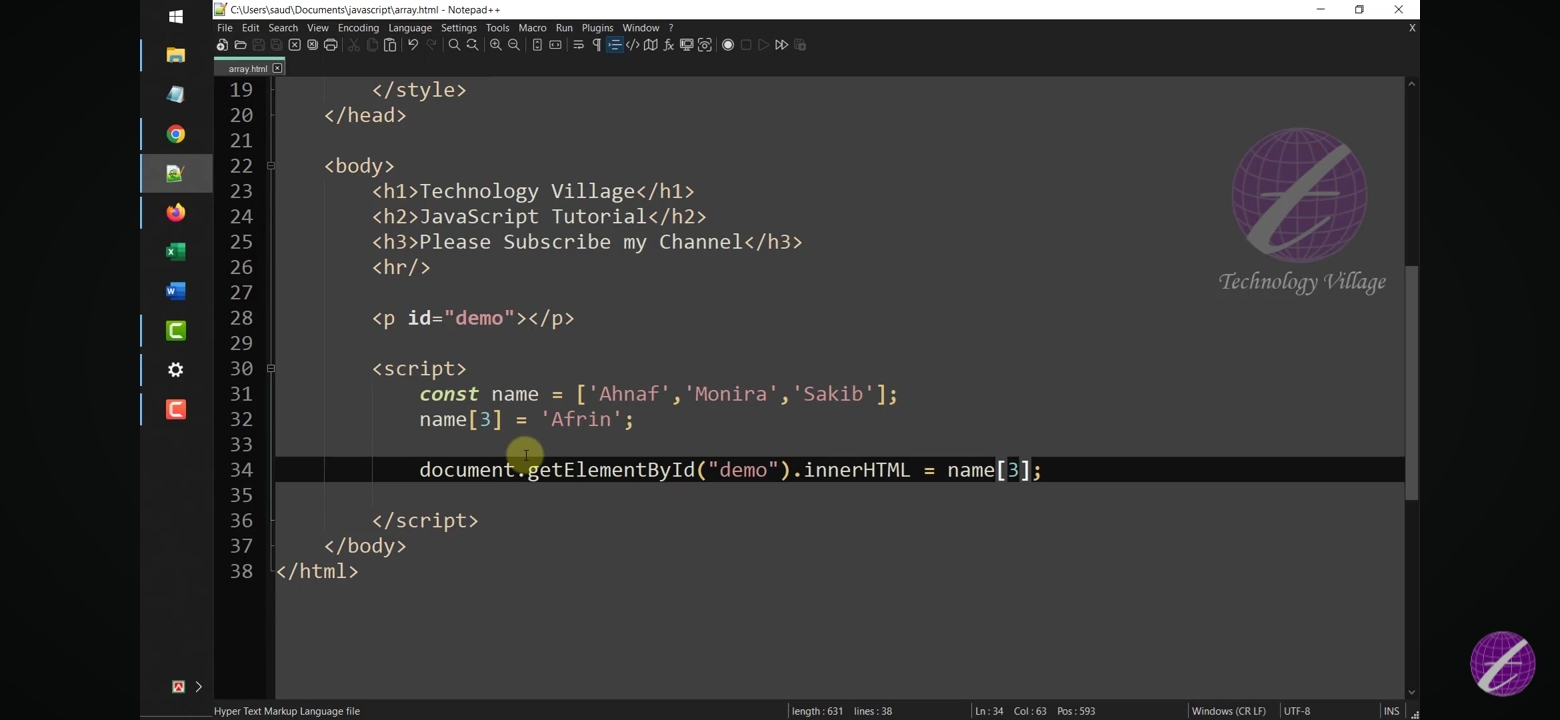 C:\Users\saud\Documents\javascript\array.html - Notepad++
File Edit Search View Encoding Language Settings Tools Macro Run Plugins Window ? X
array.html
19 </style>
20 </head>
21
22 <body>
23 <h1>Technology Village</h1>
24 <h2>JavaScript Tutorial</h2>
25 <h3>Please Subscribe my Channel</h3>
26 <hr/>
27
28 <p id="demo"></p>
29
30 <script>
31 const name = ['Ahnaf','Monira','Sakib'];
32 name[3] = 'Afrin';
33
34 document.getElementById("demo").innerHTML = name[3];
35
36 </script>
37 </body>
38 </html>
Technology Village
Hyper Text Markup Language file length : 631 lines : 38 Ln : 34 Col : 63 Pos : 593 Windows (CR LF) UTF-8 INS